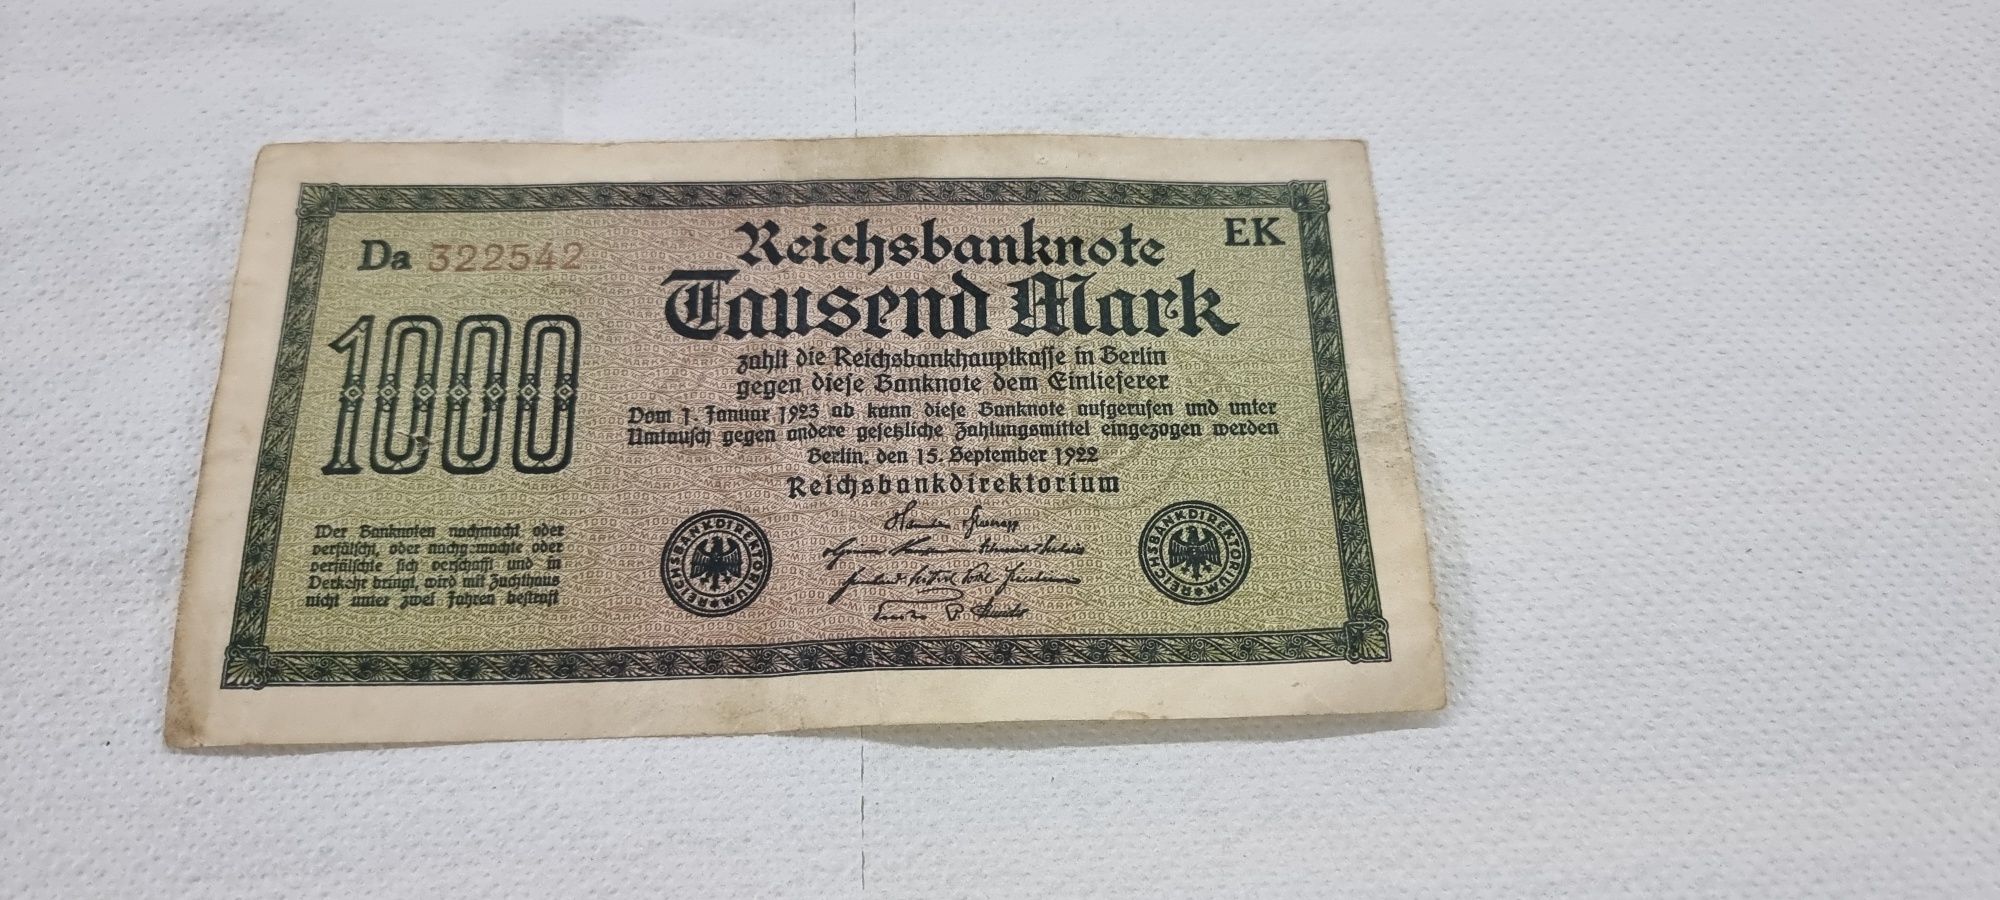 Da 322542
Reichsbanknote
EK
Tausend Mark
1000
zahlt die Reichsbankhauptkasse in Berlin
gegen diese Banknote dem Einlieferer
Vom 1. Januar 1923 ab kann diese Banknote aufgerufen und unter
Umtausch gegen andere gesetzliche Zahlungsmittel eingezogen werden
Berlin, den 15. September 1922
Reichsbankdirektorium
Wer Banknoten nachmacht oder
verfälscht, oder nachgemachte oder
verfälschte sich verschafft und in
Verkehr bringt, wird mit Zuchthaus
nicht unter zwei Jahren bestraft
REICHSBANKDIREKTORIUM
REICHSBANKDIREKTORIUM